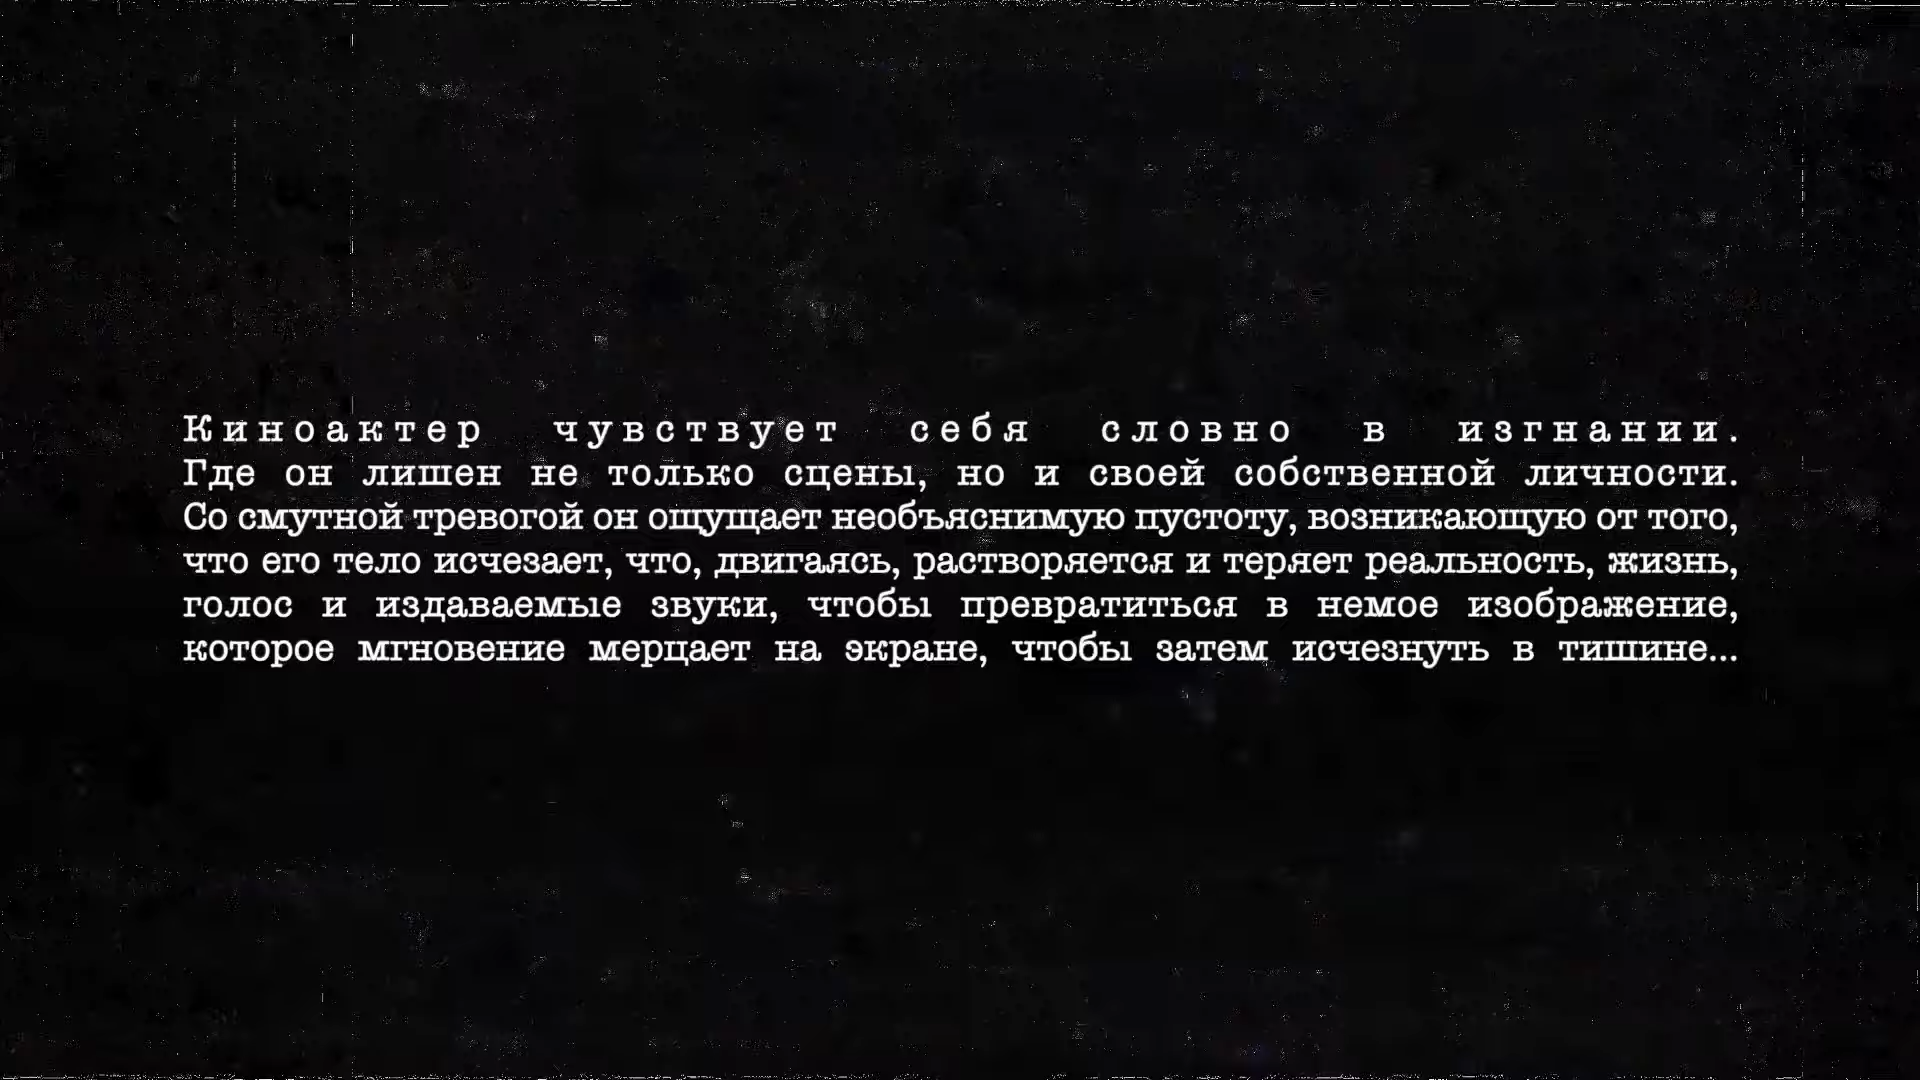 Киноактер чувствует себя словно в изгнании.
Где он лишен не только сцены, но и своей собственной личности.
Со смутной тревогой он ощущает необъяснимую пустоту, возникающую от того,
что его тело исчезает, что, двигаясь, растворяется и теряет реальность, жизнь,
голос и издаваемые звуки, чтобы превратиться в немое изображение,
которое мгновение мерцает на экране, чтобы затем исчезнуть в тишине...